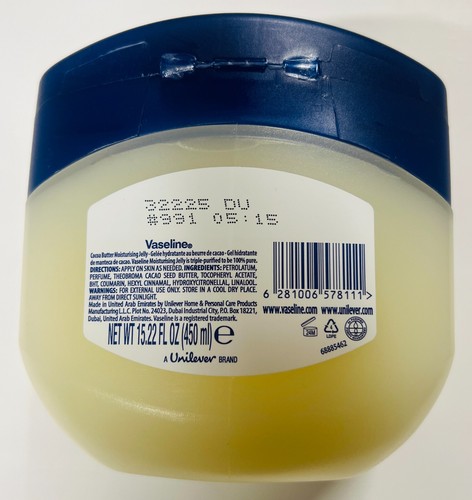 32225 DU
#991 05:15
Vaseline®
Cocoa Butter Moisturising Jelly - Gelée hydratante au beurre de cacao - Gel hidratante
de manteca de cacao. Vaseline Moisturising Jelly is triple-purified to be 100% pure.
DIRECTIONS: APPLY ON SKIN AS NEEDED. INGREDIENTS: PETROLATUM,
PERFUME, THEOBROMA CACAO SEED BUTTER, TOCOPHERYL ACETATE,
BHT, COUMARIN, HEXYL CINNAMAL, HYDROXYCITRONELLAL, LINALOOL.
WARNINGS: FOR EXTERNAL USE ONLY. STORE IN A COOL DRY PLACE.
AWAY FROM DIRECT SUNLIGHT.
Made in United Arab Emirates by Unilever Home & Personal Care Products
Manufacturing L.L.C. Plot No. 24023, Dubai Industrial City, P.O. Box 18221,
Dubai, United Arab Emirates. Vaseline is a registered trademark.
NET WT 15.22 FL OZ (450 ml) ℮
A Unilever BRAND
6 281006 578111 >
www.vaseline.com www.unilever.com
24M
LDPE
68885462